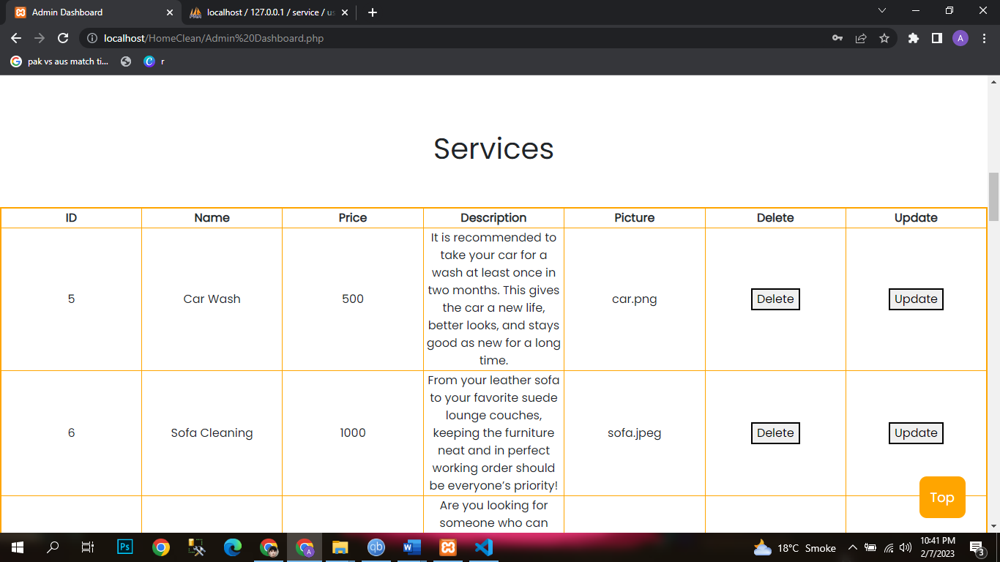 Admin Dashboard
localhost / 127.0.0.1 / service / us
localhost/HomeClean/Admin%20Dashboard.php
A
pak vs aus match ti...
r
Services
ID Name Price Description Picture Delete Update
It is recommended to
take your car for a
wash at least once in
two months. This gives
5 Car Wash 500 the car a new life, car.png Delete Update
better looks, and stays
good as new for a long
time.
From your leather sofa
to your favorite suede
lounge couches,
6 Sofa Cleaning 1000 keeping the furniture sofa.jpeg Delete Update
neat and in perfect
working order should
be everyone’s priority!
Top
Are you looking for
someone who can
Ps
A
qb
W
18°C Smoke
10:41 PM
2/7/2023
3